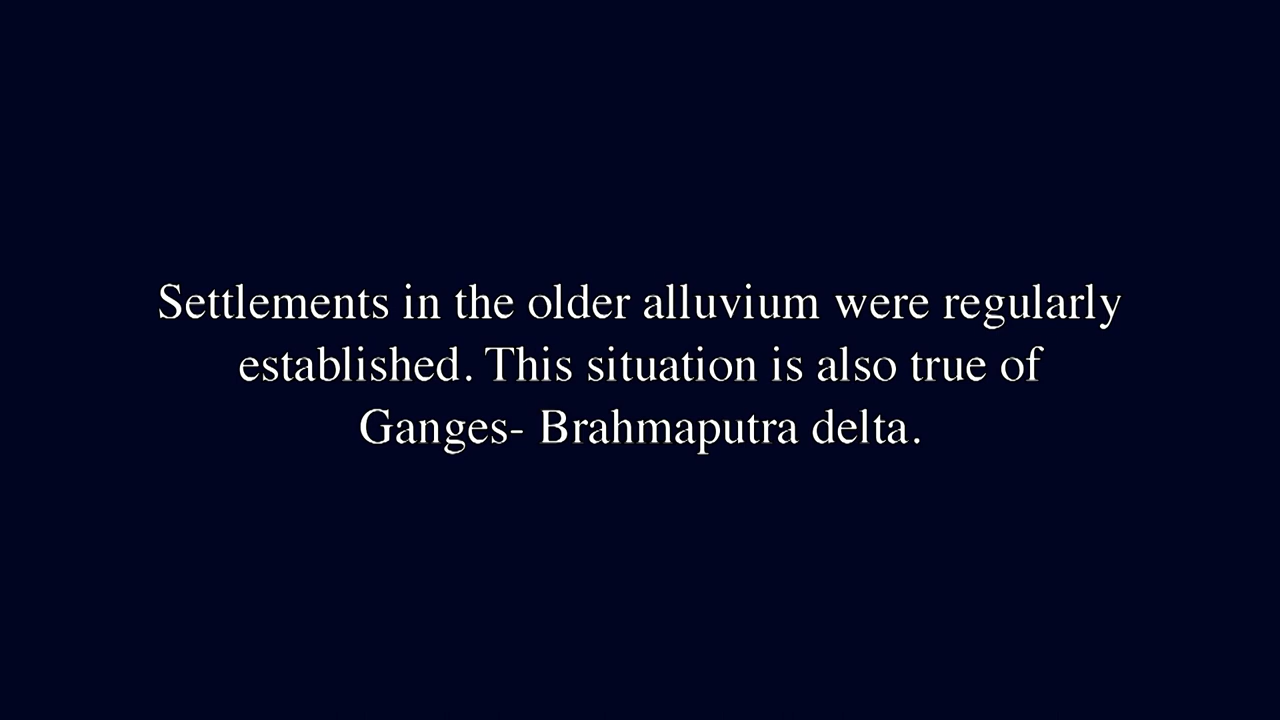 Settlements in the older alluvium were regularly
established. This situation is also true of
Ganges- Brahmaputra delta.